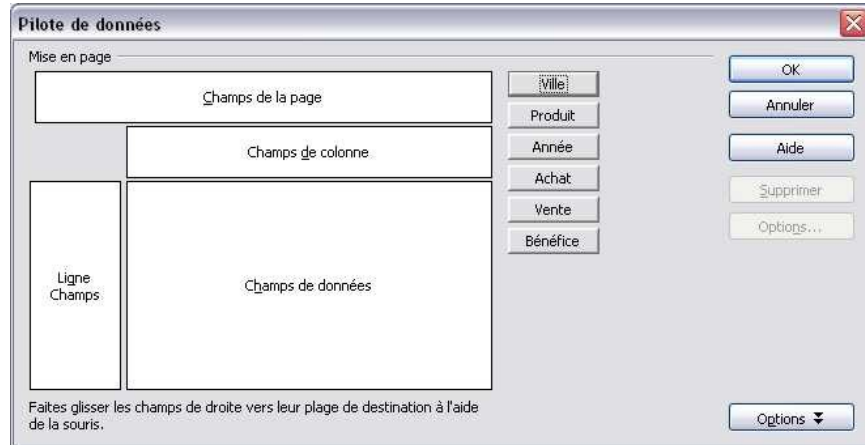 Pilote de données
Mise en page
Champs de la page
Champs de colonne
Ligne
Champs
Champs de données
Ville
Produit
Année
Achat
Vente
Bénéfice
OK
Annuler
Aide
Supprimer
Options...
Faites glisser les champs de droite vers leur plage de destination à l'aide
de la souris.
Options